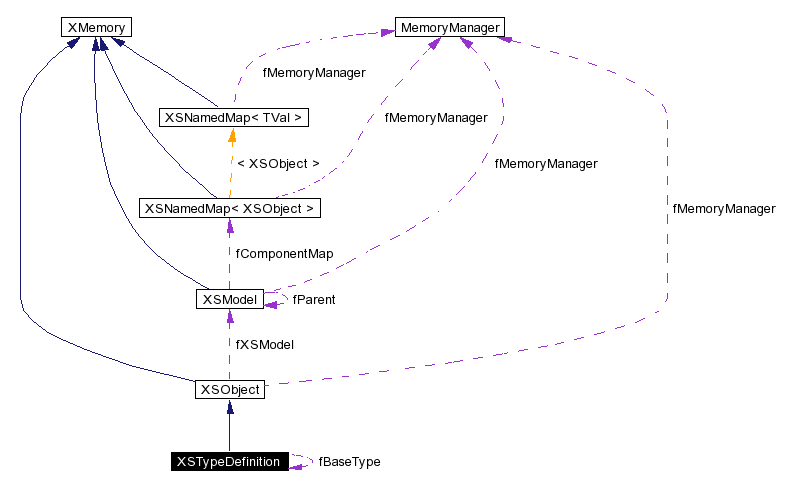 XMemory
MemoryManager
fMemoryManager
XSNamedMap< TVal >
fMemoryManager
< XSObject >
fMemoryManager
XSNamedMap< XSObject >
fMemoryManager
fComponentMap
XSModel
fParent
fXSModel
XSObject
XSTypeDefinition
fBaseType